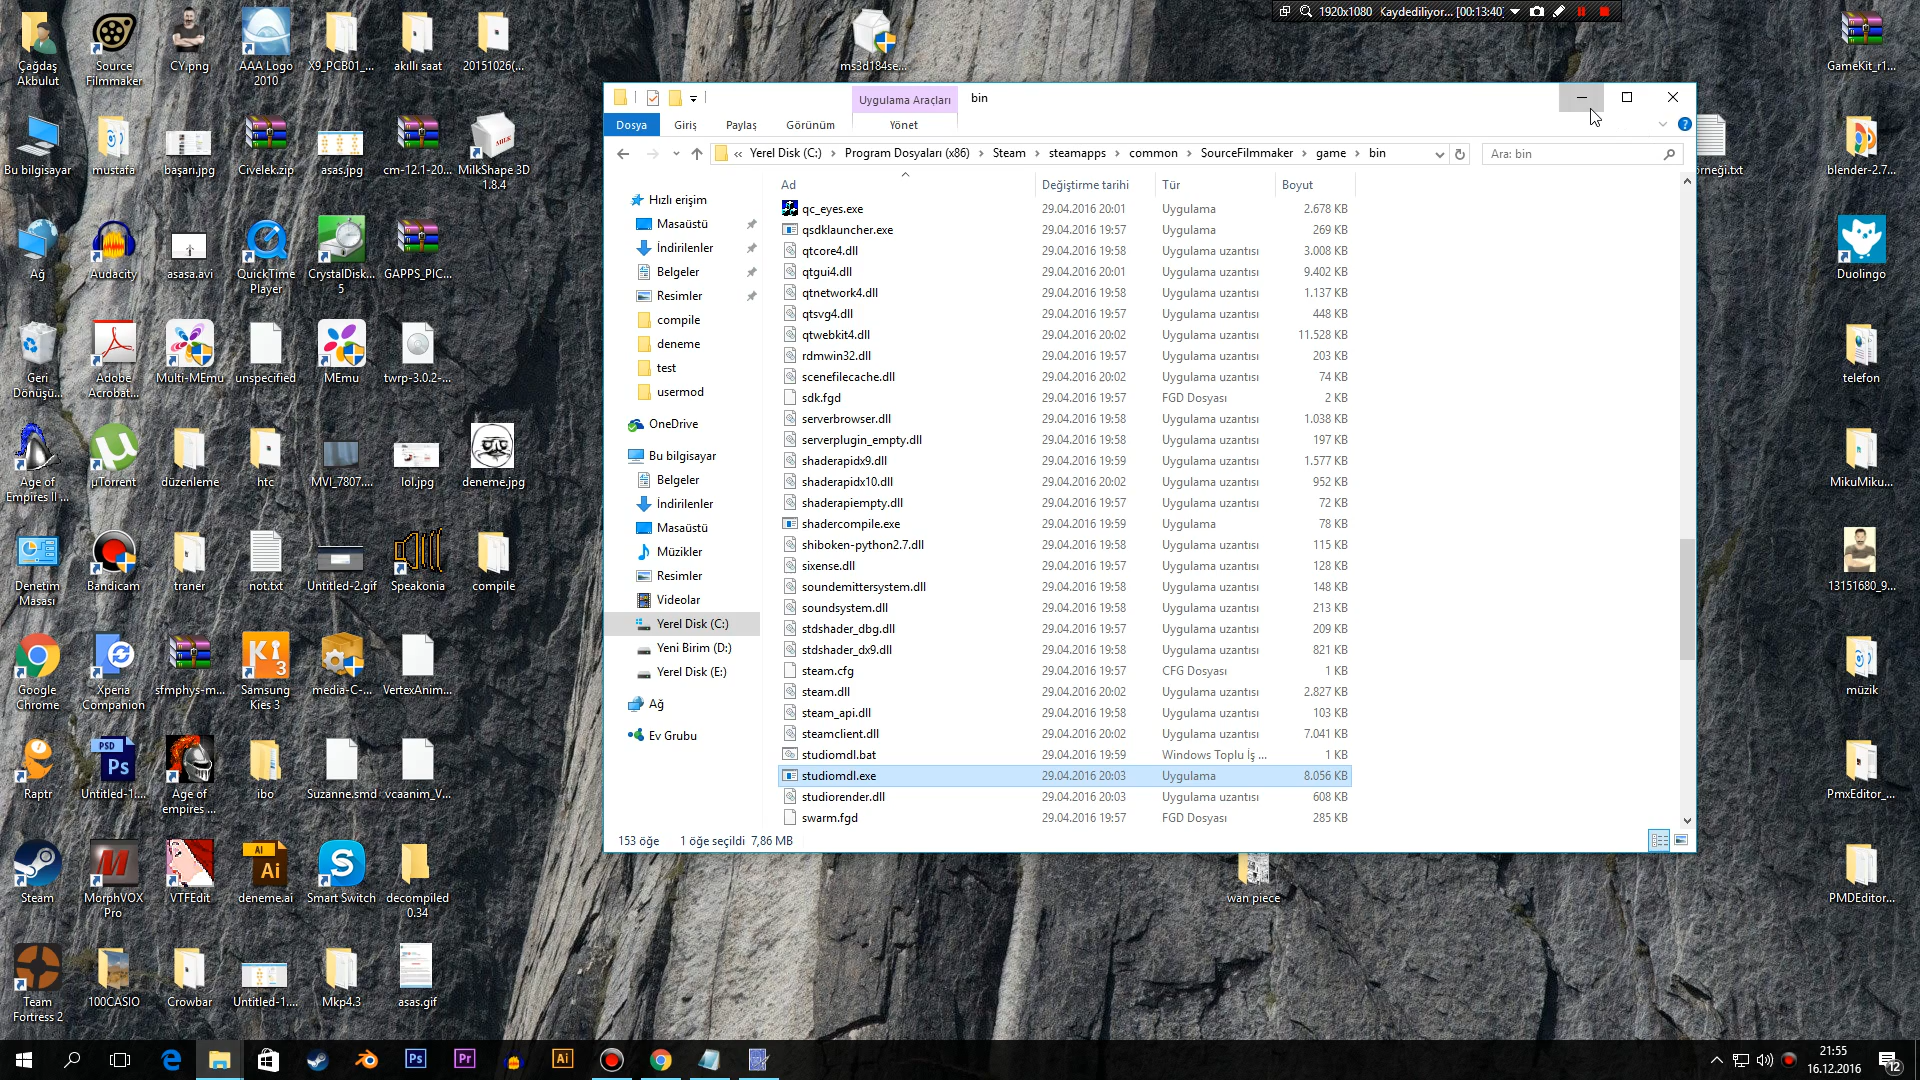 1920x1080 Kaydediliyor... [00:13:40]
Çağdaş Akbulut
Source Filmmaker
CY.png
AAA Logo 2010
X9_PCB01_...
akıllı saat
20151026(...
ms3d184se...
GameKit_r1...
Bu bilgisayar
mustafa
başarı.jpg
Civelek.zip
asas.jpg
cm-12.1-20...
MilkShape 3D 1.8.4
blender-2.7...
Ağ
Audacity
asasa.avi
QuickTime Player
CrystalDisk... 5
GAPPS_PIC...
Duolingo
Geri Dönüşü...
Adobe Acrobat...
Multi-MEmu
unspecified
MEmu
twrp-3.0.2-...
telefon
Age of Empires II ...
µTorrent
düzenleme
htc
MVI_7807....
lol.jpg
deneme.jpg
MikuMiku...
Denetim Masası
Bandicam
traner
not.txt
Untitled-2.gif
Speakonia
compile
13151680_9...
Google Chrome
Xperia Companion
sfmphys-m...
Samsung Kies 3
media-C-...
VertexAnim...
müzik
Raptr
Untitled-1....
Age of empires ...
ibo
Suzanne.smd
vcaanim_V...
PmxEditor_...
Steam
MorphVOX Pro
VTFEdit
deneme.ai
Smart Switch
decompiled 0.34
wan piece
PMDEditor...
Team Fortress 2
100CASIO
Crowbar
Untitled-1....
Mkp4.3
asas.gif
Uygulama Araçları
bin
Dosya
Giriş
Paylaş
Görünüm
Yönet
« Yerel Disk (C:) › Program Dosyaları (x86) › Steam › steamapps › common › SourceFilmmaker › game › bin
Ara: bin
Hızlı erişim
Masaüstü
İndirilenler
Belgeler
Resimler
compile
deneme
test
usermod
OneDrive
Bu bilgisayar
Belgeler
İndirilenler
Masaüstü
Müzikler
Resimler
Videolar
Yerel Disk (C:)
Yeni Birim (D:)
Yerel Disk (E:)
Ağ
Ev Grubu
Ad Değiştirme tarihi Tür Boyut
qc_eyes.exe 29.04.2016 20:01 Uygulama 2.678 KB
qsdklauncher.exe 29.04.2016 19:57 Uygulama 269 KB
qtcore4.dll 29.04.2016 19:58 Uygulama uzantısı 3.008 KB
qtgui4.dll 29.04.2016 20:01 Uygulama uzantısı 9.402 KB
qtnetwork4.dll 29.04.2016 19:58 Uygulama uzantısı 1.137 KB
qtsvg4.dll 29.04.2016 19:57 Uygulama uzantısı 448 KB
qtwebkit4.dll 29.04.2016 20:02 Uygulama uzantısı 11.528 KB
rdmwin32.dll 29.04.2016 19:57 Uygulama uzantısı 203 KB
scenefilecache.dll 29.04.2016 20:02 Uygulama uzantısı 74 KB
sdk.fgd 29.04.2016 19:57 FGD Dosyası 2 KB
serverbrowser.dll 29.04.2016 19:58 Uygulama uzantısı 1.038 KB
serverplugin_empty.dll 29.04.2016 19:58 Uygulama uzantısı 197 KB
shaderapidx9.dll 29.04.2016 19:59 Uygulama uzantısı 1.577 KB
shaderapidx10.dll 29.04.2016 20:02 Uygulama uzantısı 952 KB
shaderapiempty.dll 29.04.2016 19:57 Uygulama uzantısı 72 KB
shadercompile.exe 29.04.2016 19:59 Uygulama 78 KB
shiboken-python2.7.dll 29.04.2016 19:58 Uygulama uzantısı 115 KB
sixense.dll 29.04.2016 19:57 Uygulama uzantısı 128 KB
soundemittersystem.dll 29.04.2016 19:58 Uygulama uzantısı 148 KB
soundsystem.dll 29.04.2016 19:58 Uygulama uzantısı 213 KB
stdshader_dbg.dll 29.04.2016 19:57 Uygulama uzantısı 209 KB
stdshader_dx9.dll 29.04.2016 19:58 Uygulama uzantısı 821 KB
steam.cfg 29.04.2016 19:57 CFG Dosyası 1 KB
steam.dll 29.04.2016 20:02 Uygulama uzantısı 2.827 KB
steam_api.dll 29.04.2016 19:58 Uygulama uzantısı 103 KB
steamclient.dll 29.04.2016 20:02 Uygulama uzantısı 7.041 KB
studiomdl.bat 29.04.2016 19:59 Windows Toplu İş ... 1 KB
studiomdl.exe 29.04.2016 20:03 Uygulama 8.056 KB
studiorender.dll 29.04.2016 20:03 Uygulama uzantısı 608 KB
swarm.fgd 29.04.2016 19:57 FGD Dosyası 285 KB
153 öğe 1 öğe seçildi 7,86 MB
21:55
16.12.2016
12